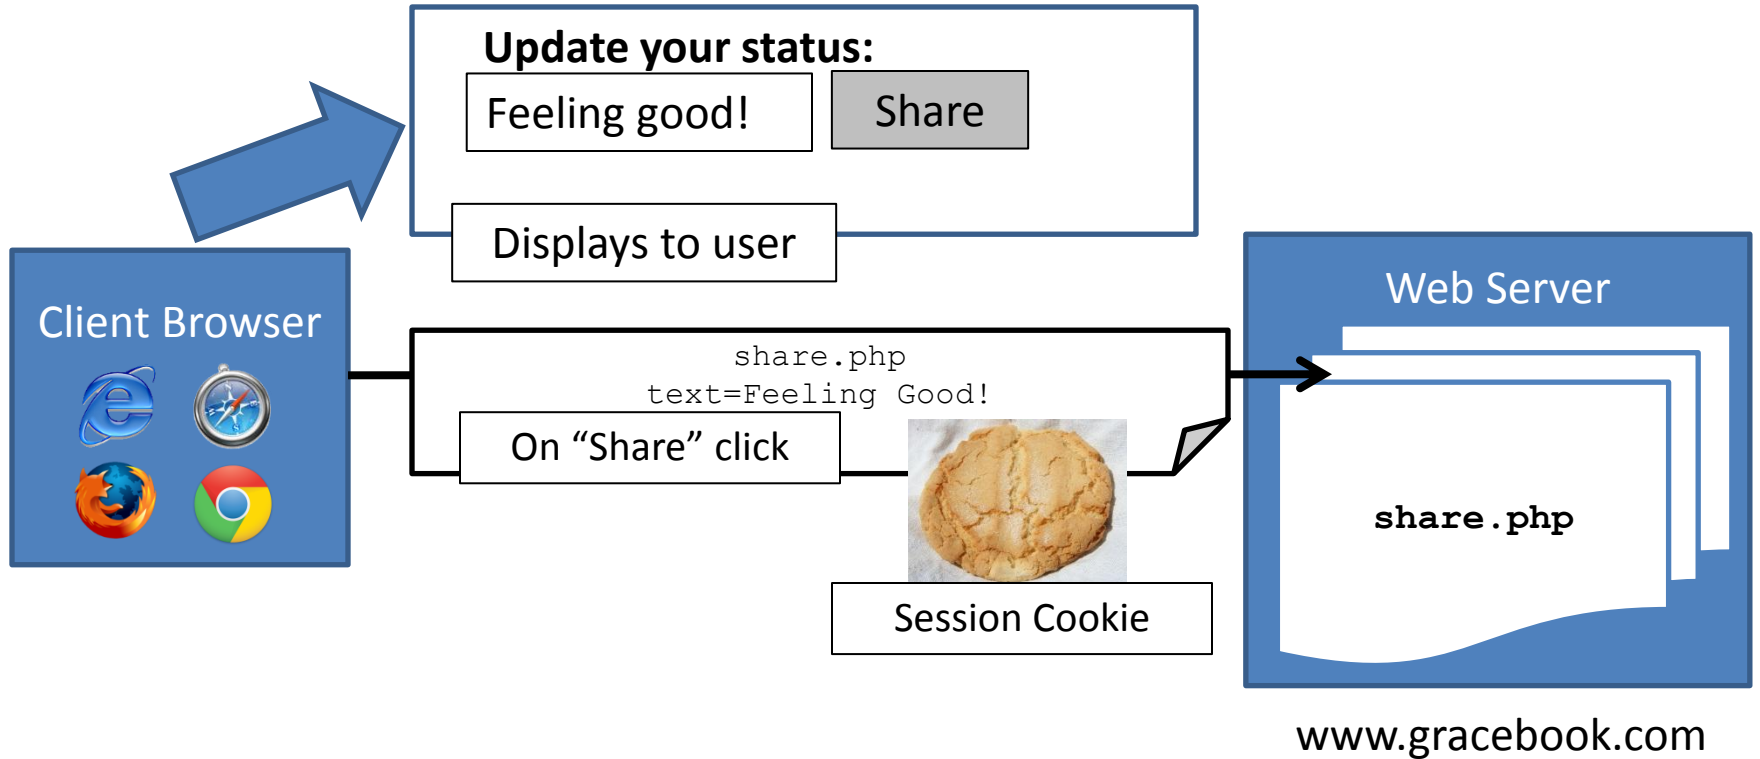 Update your status:
Feeling good!
Share
Displays to user
Client Browser
Web Server
share.php
text=Feeling Good!
On “Share” click
share.php
Session Cookie
www.gracebook.com